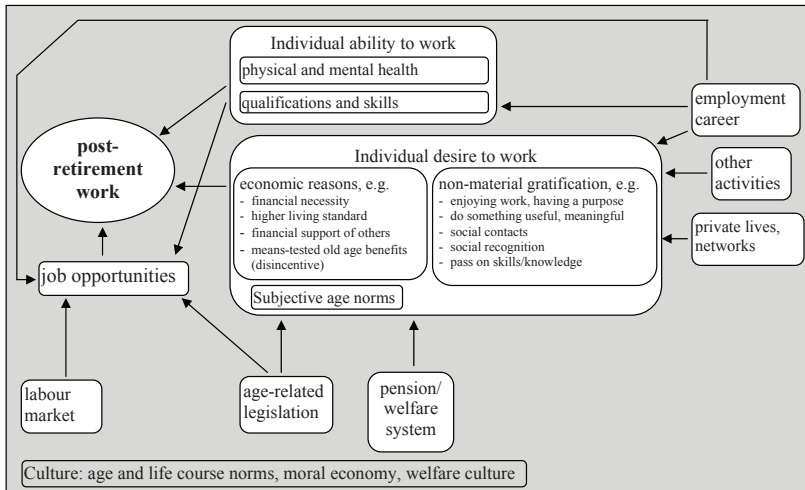 Individual ability to work
physical and mental health
qualifications and skills
employment
career
post-
retirement
work
Individual desire to work
economic reasons, e.g.
- financial necessity
- higher living standard
- financial support of others
- means-tested old age benefits
(disincentive)
non-material gratification, e.g.
- enjoying work, having a purpose
- do something useful, meaningful
- social contacts
- social recognition
- pass on skills/knowledge
other
activities
private lives,
networks
job opportunities
Subjective age norms
labour
market
age-related
legislation
pension/
welfare
system
Culture: age and life course norms, moral economy, welfare culture